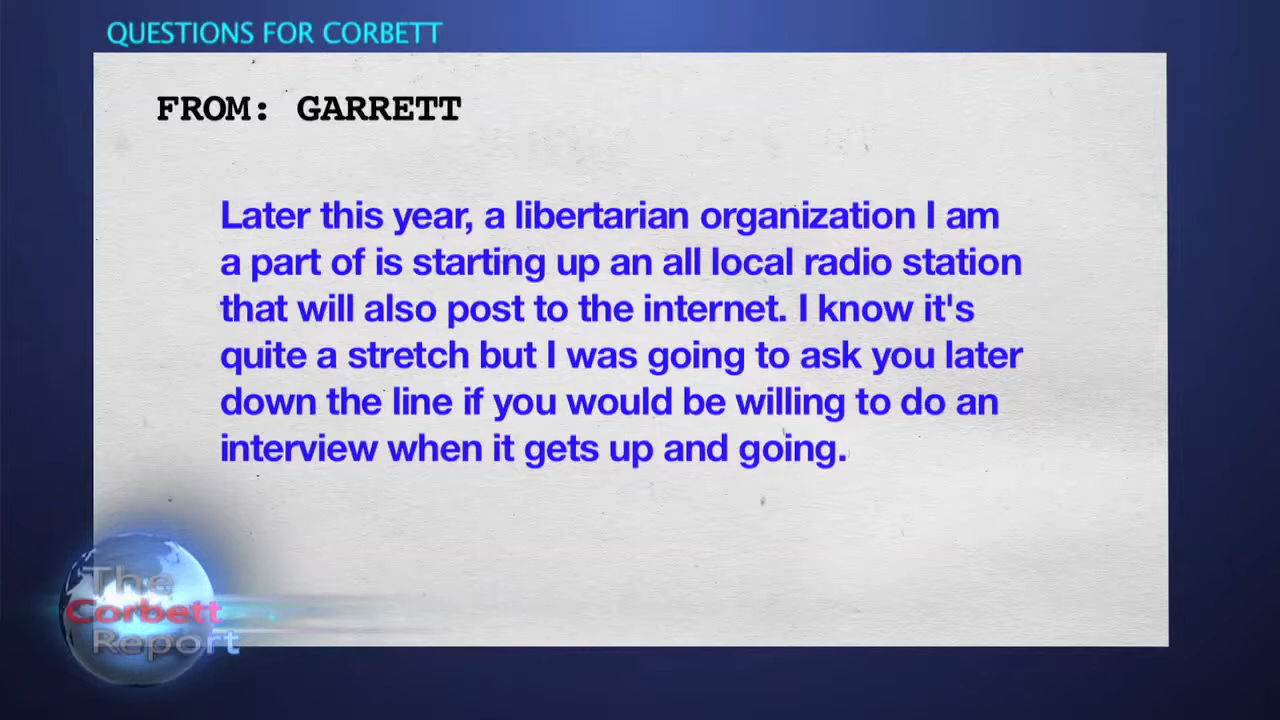 QUESTIONS FOR CORBETT
FROM: GARRETT
Later this year, a libertarian organization I am
a part of is starting up an all local radio station
that will also post to the internet. I know it's
quite a stretch but I was going to ask you later
down the line if you would be willing to do an
interview when it gets up and going.
The
Corbett
Report